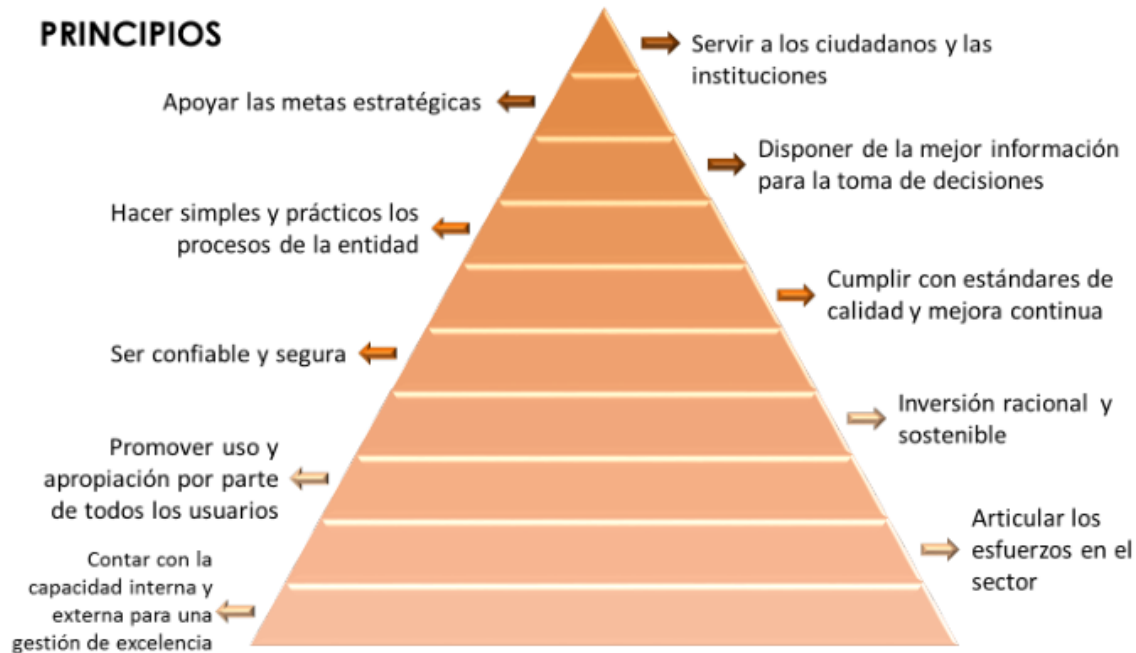 PRINCIPIOS
Servir a los ciudadanos y las
instituciones
Apoyar las metas estratégicas
Disponer de la mejor información
para la toma de decisiones
Hacer simples y prácticos los
procesos de la entidad
Cumplir con estándares de
calidad y mejora continua
Ser confiable y segura
Inversión racional y
sostenible
Promover uso y
apropiación por parte
de todos los usuarios
Articular los
esfuerzos en el
sector
Contar con la
capacidad interna y
externa para una
gestión de excelencia